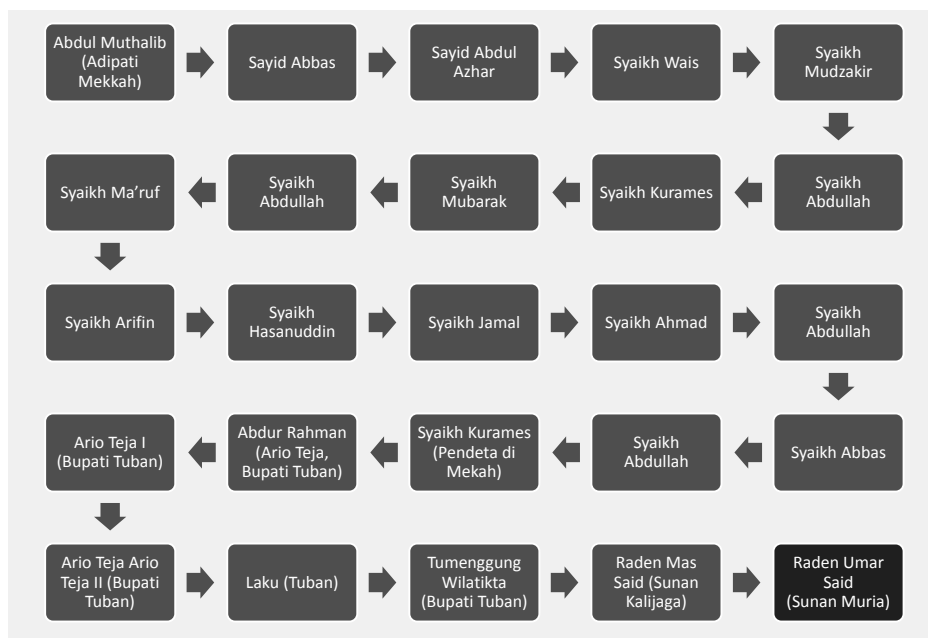 Abdul Muthalib
(Adipati
Mekkah)
Sayid Abbas
Sayid Abdul
Azhar
Syaikh Wais
Syaikh
Mudzakir
Syaikh
Abdullah
Syaikh Kurames
Syaikh
Mubarak
Syaikh
Abdullah
Syaikh Ma’ruf
Syaikh Arifin
Syaikh
Hasanuddin
Syaikh Jamal
Syaikh Ahmad
Syaikh
Abdullah
Syaikh Abbas
Syaikh
Abdullah
Syaikh Kurames
(Pendeta di
Mekah)
Abdur Rahman
(Ario Teja,
Bupati Tuban)
Ario Teja I
(Bupati Tuban)
Ario Teja Ario
Teja II (Bupati
Tuban)
Laku (Tuban)
Tumenggung
Wilatikta
(Bupati Tuban)
Raden Mas
Said (Sunan
Kalijaga)
Raden Umar
Said
(Sunan Muria)